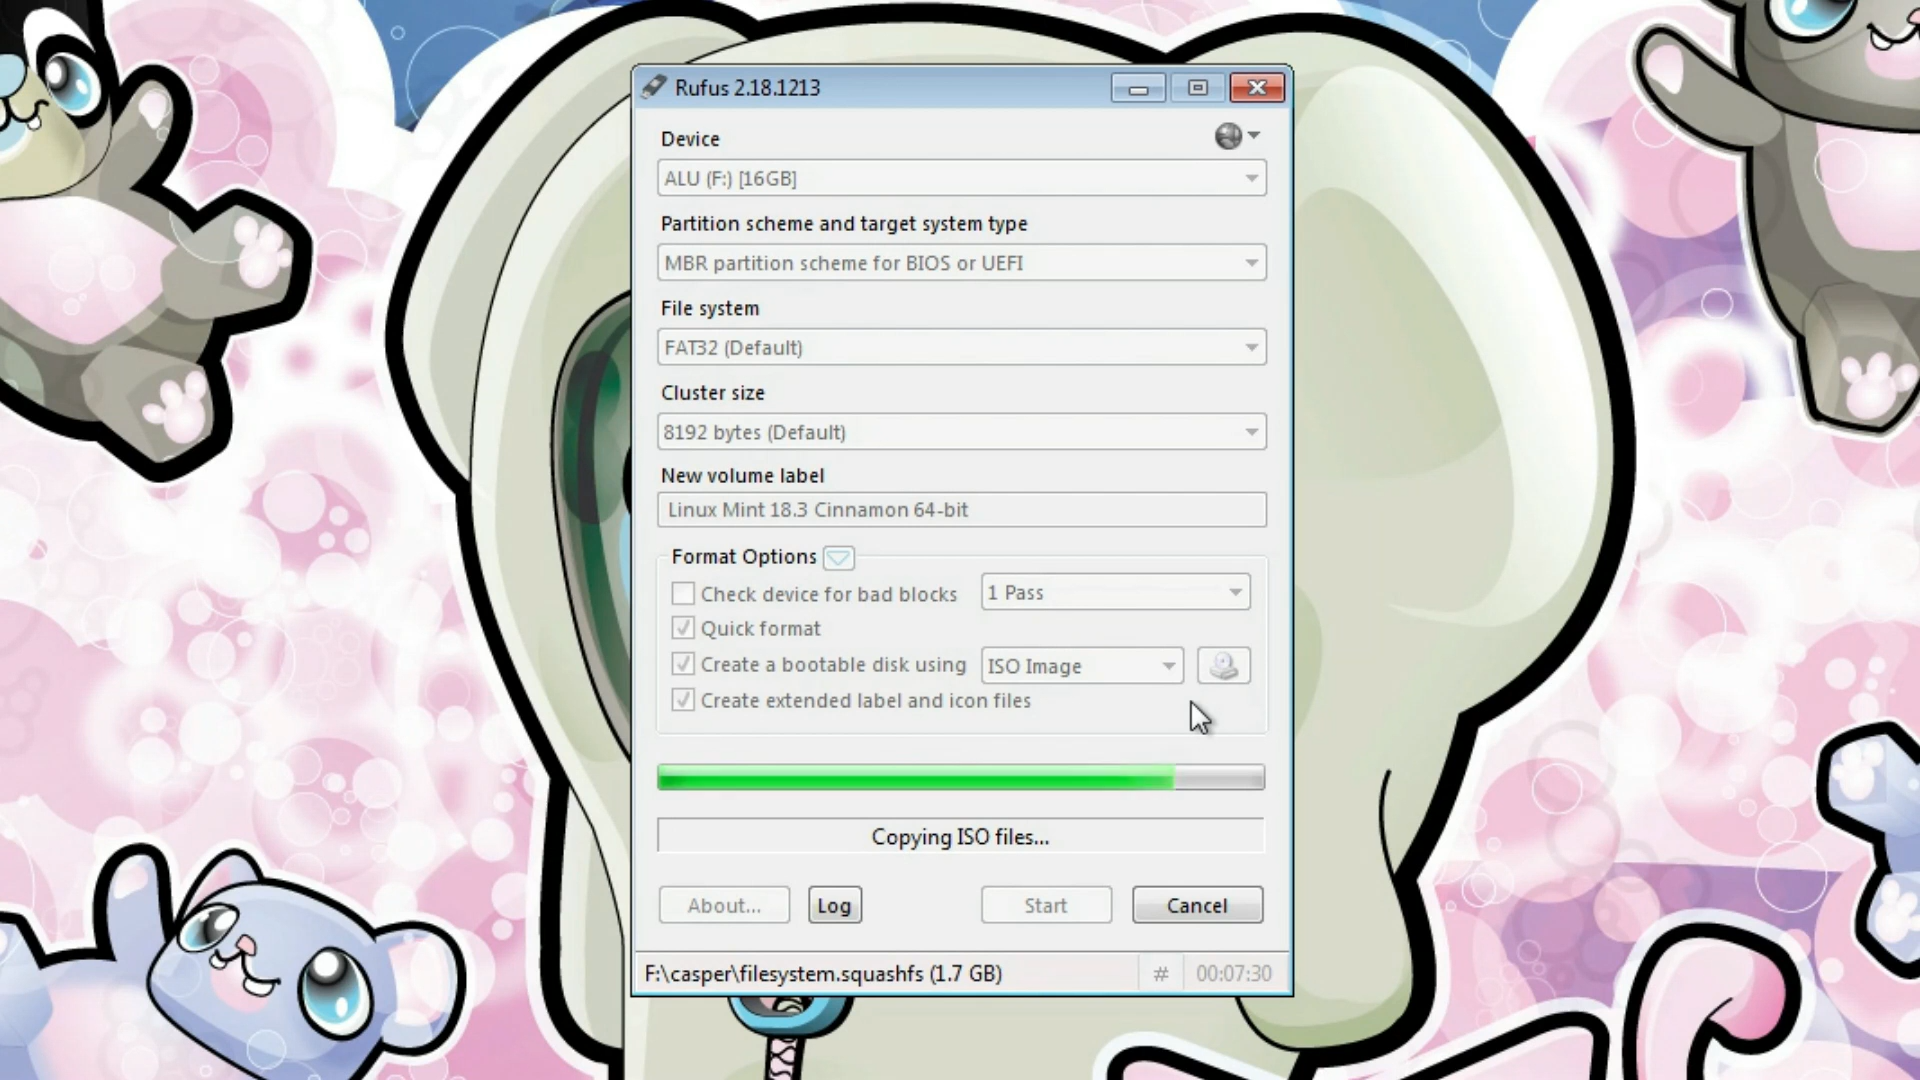 Rufus 2.18.1213
Device
ALU (F:) [16GB]
Partition scheme and target system type
MBR partition scheme for BIOS or UEFI
File system
FAT32 (Default)
Cluster size
8192 bytes (Default)
New volume label
Linux Mint 18.3 Cinnamon 64-bit
Format Options
Check device for bad blocks 1 Pass
Quick format
Create a bootable disk using ISO Image
Create extended label and icon files
Copying ISO files...
About... Log Start Cancel
F:\casper\filesystem.squashfs (1.7 GB) # 00:07:30